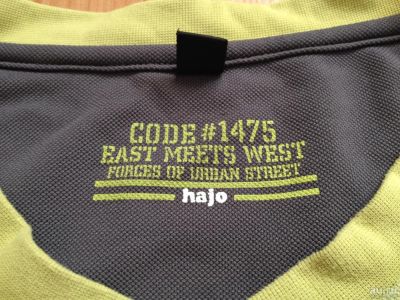 CODE #1475
EAST MEETS WEST
FORCES OF URBAN STREET
hajo